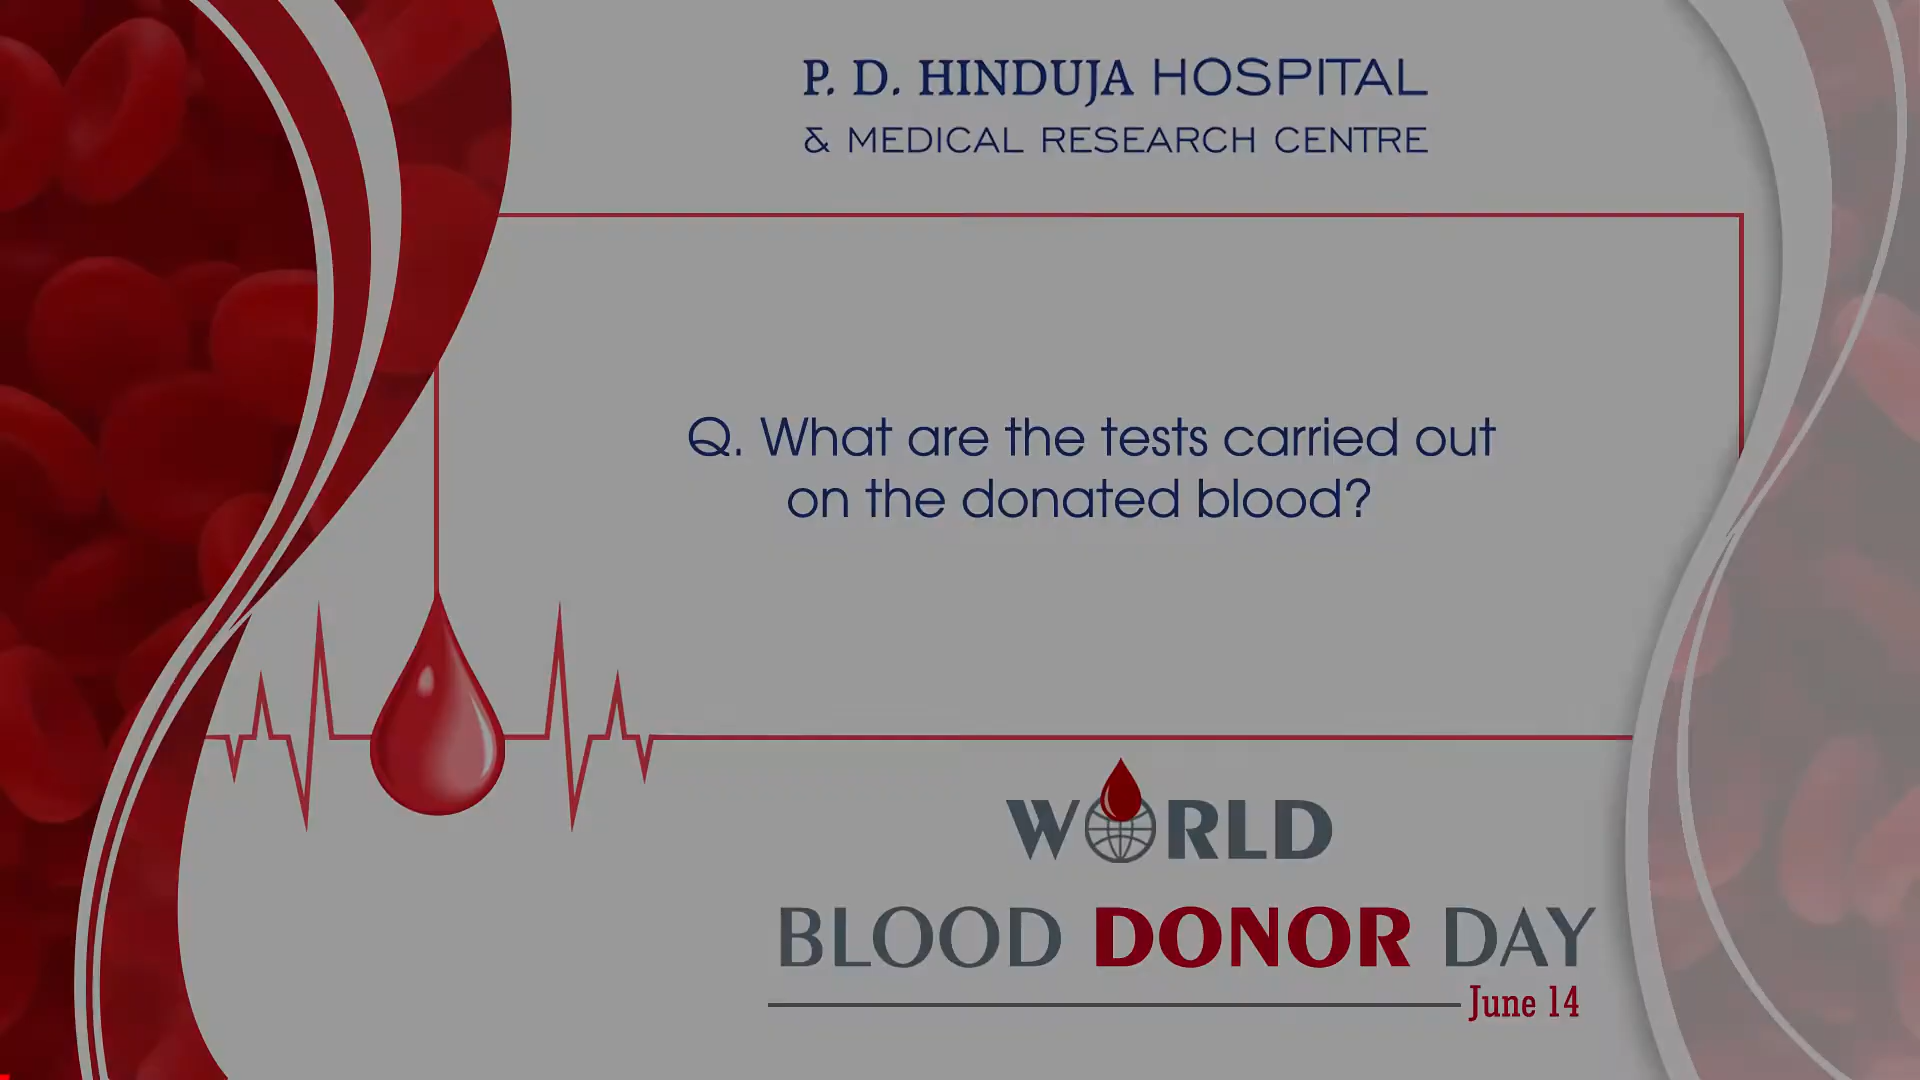 P. D. HINDUJA HOSPITAL
& MEDICAL RESEARCH CENTRE
Q. What are the tests carried out
on the donated blood?
WORLD
BLOOD DONOR DAY
June 14